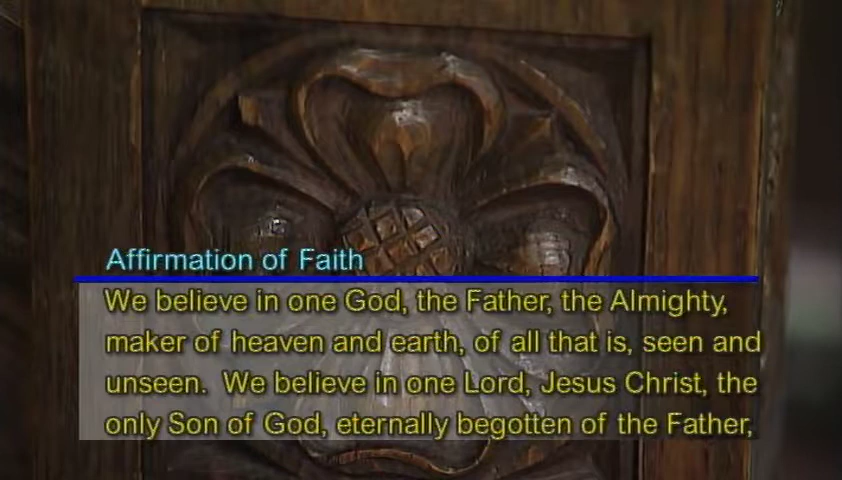 Affirmation of Faith
We believe in one God, the Father, the Almighty,
maker of heaven and earth, of all that is, seen and
unseen.  We believe in one Lord, Jesus Christ, the
only Son of God, eternally begotten of the Father,